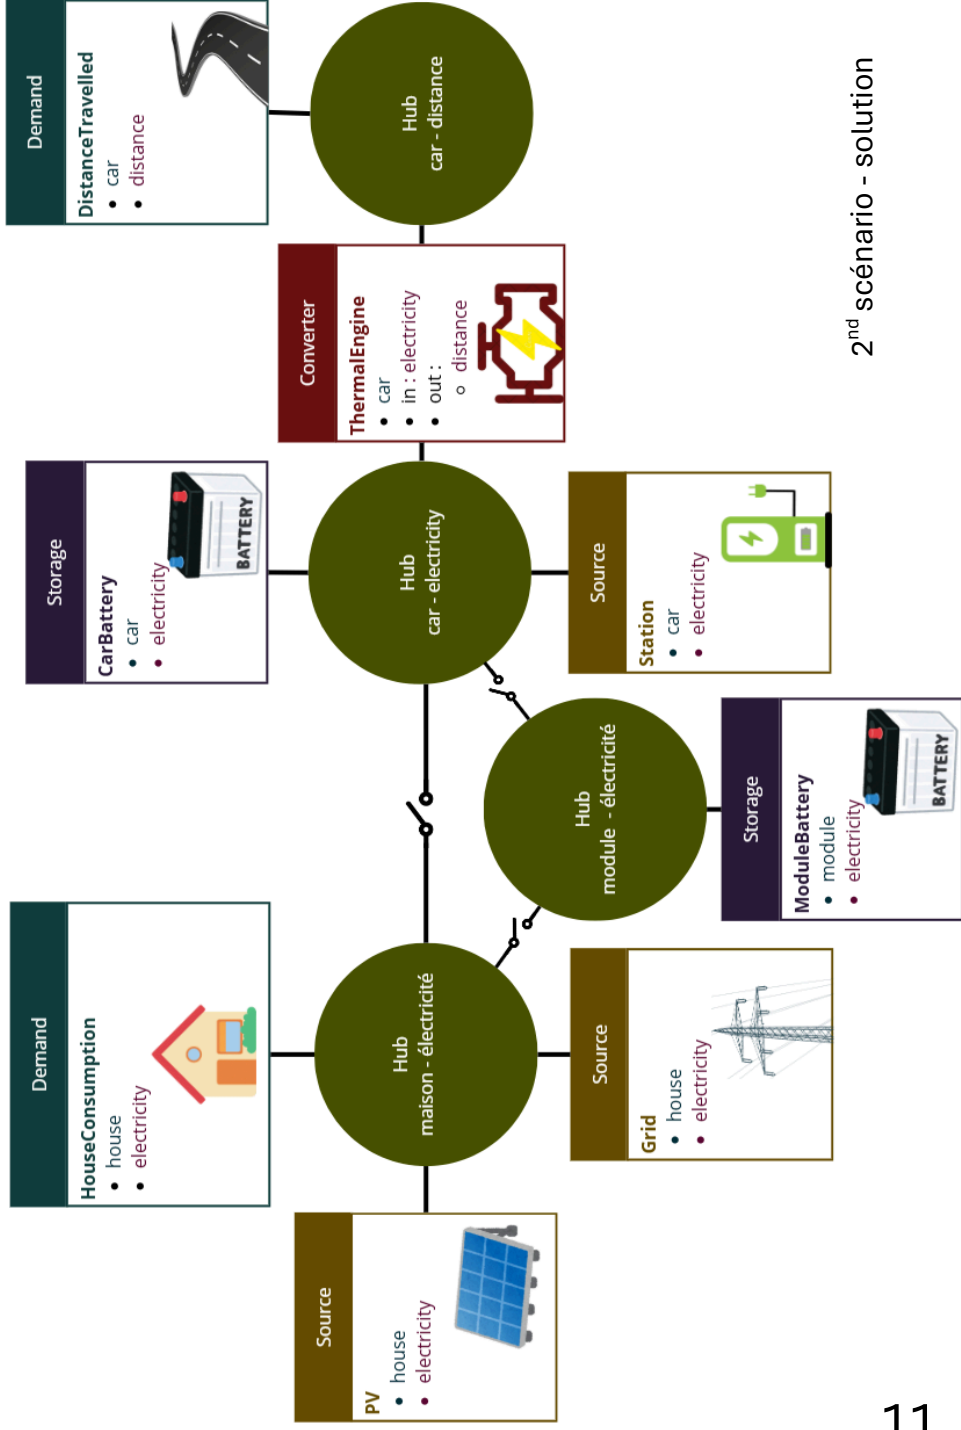 2nd scénario - solution
Demand
HouseConsumption
• house
• electricity
Storage
CarBattery
• car
• electricity
BATTERY
Demand
DistanceTravelled
• car
• distance
Source
PV
• house
• electricity
Hub
maison - électricité
Hub
car - electricity
Converter
ThermalEngine
• car
• in : electricity
• out :
○ distance
Hub
car - distance
Source
Grid
• house
• electricity
Hub
module - électricité
Source
Station
• car
• electricity
Storage
ModuleBattery
• module
• electricity
BATTERY
11